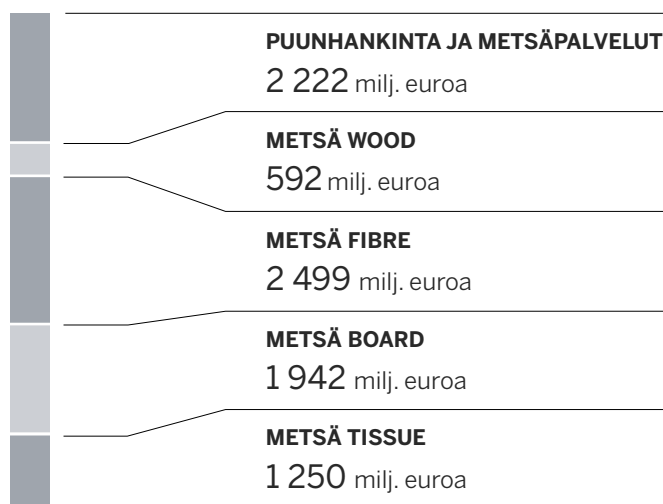 PUUNHANKINTA JA METSÄPALVELUT
2 222 milj. euroa
METSÄ WOOD
592 milj. euroa
METSÄ FIBRE
2 499 milj. euroa
METSÄ BOARD
1 942 milj. euroa
METSÄ TISSUE
1 250 milj. euroa